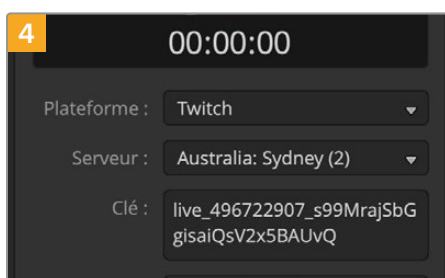 4
00:00:00
Plateforme : Twitch
Serveur : Australia: Sydney (2)
Clé : live_496722907_s99MrajSbG
gisaiQsV2x5BAUvQ